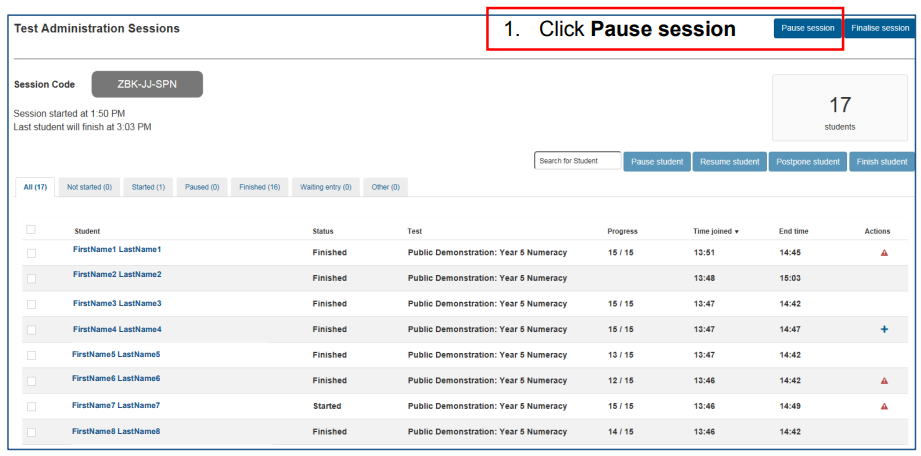 Test Administration Sessions
1. Click Pause session
Pause session Finalise session
Session Code ZBK-JJ-SPN
Session started at 1:50 PM
Last student will finish at 3:03 PM
17
students
Search for Student Pause student Resume student Postpone student Finish student
All (17) Not started (0) Started (1) Paused (0) Finished (16) Waiting entry (0) Other (0)
Student Status Test Progress Time joined ▾ End time Actions
FirstName1 LastName1 Finished Public Demonstration: Year 5 Numeracy 15 / 15 13:51 14:45
FirstName2 LastName2 Finished Public Demonstration: Year 5 Numeracy 13:48 15:03
FirstName3 LastName3 Finished Public Demonstration: Year 5 Numeracy 15 / 15 13:47 14:42
FirstName4 LastName4 Finished Public Demonstration: Year 5 Numeracy 15 / 15 13:47 14:47 +
FirstName5 LastName5 Finished Public Demonstration: Year 5 Numeracy 13 / 15 13:47 14:42
FirstName6 LastName6 Finished Public Demonstration: Year 5 Numeracy 12 / 15 13:46 14:42
FirstName7 LastName7 Started Public Demonstration: Year 5 Numeracy 15 / 15 13:46 14:49
FirstName8 LastName8 Finished Public Demonstration: Year 5 Numeracy 14 / 15 13:46 14:42